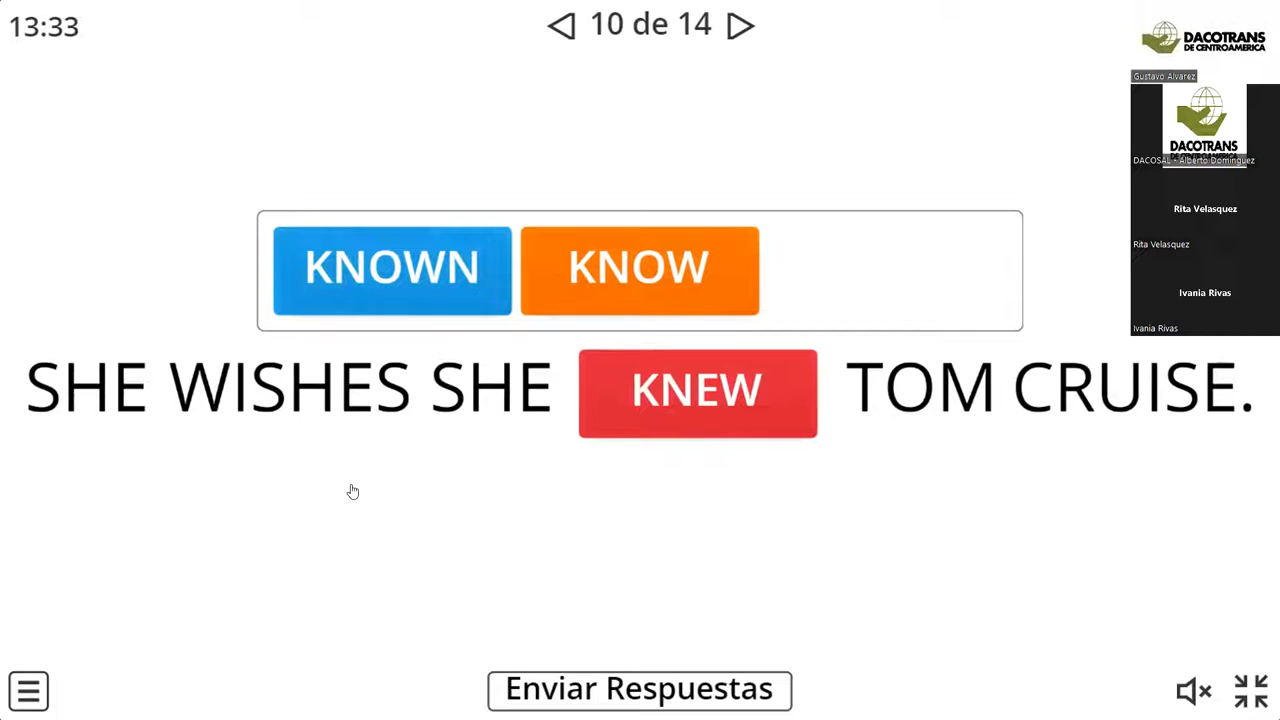 13:33
10 de 14
DACOTRANS
DE CENTROAMERICA
Gustavo Alvarez
DACOTRANS
DACOSAL - Alberto Dominguez
Rita Velasquez
Rita Velasquez
Ivania Rivas
Ivania Rivas
KNOWN KNOW
SHE WISHES SHE KNEW TOM CRUISE.
Enviar Respuestas